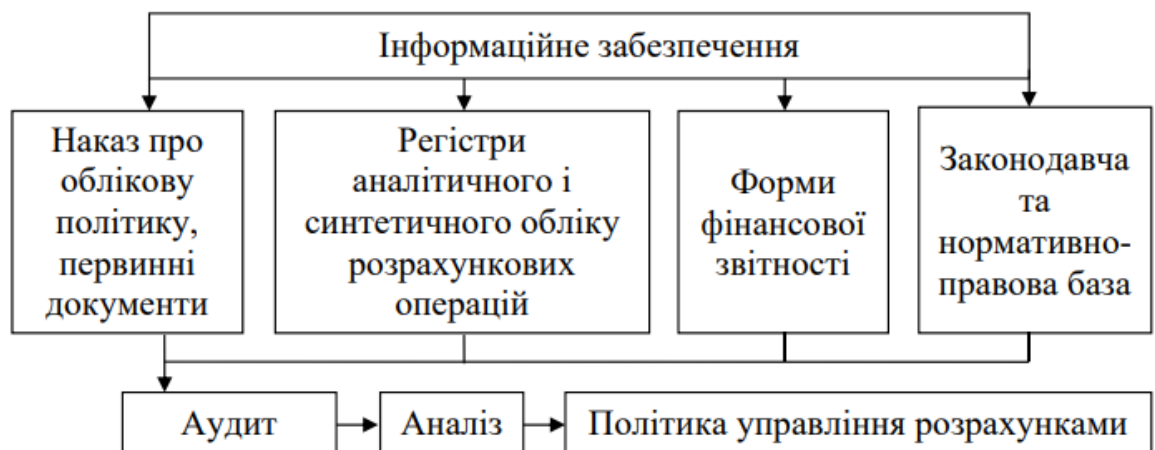 Інформаційне забезпечення
Наказ про
облікову
політику,
первинні
документи
Регістри
аналітичного і
синтетичного обліку
розрахункових
операцій
Форми
фінансової
звітності
Законодавча
та
нормативно-
правова база
Аудит
Аналіз
Політика управління розрахунками